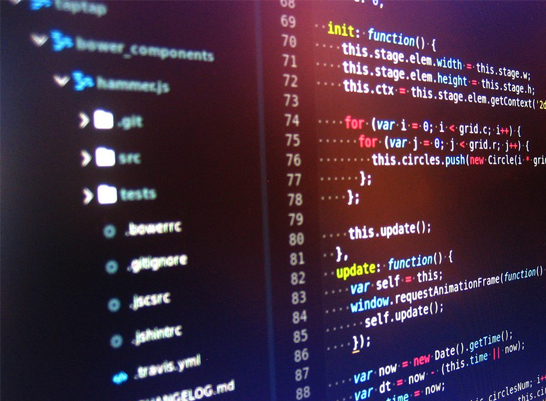 taptap
bower_components
hammer.js
.git
src
tests
.bowerrc
.gitignore
.jscsrc
.jshintrc
.travis.yml
CHANGELOG.md
68
69 init: function() {
70 this.stage.elem.width = this.stage.w;
71 this.stage.elem.height = this.stage.h;
72 this.ctx = this.stage.elem.getContext('2d
73
74 for (var i = 0; i < grid.c; i++) {
75 for (var j = 0; j < grid.r; j++) {
76 this.circles.push(new Circle(i * gri
77 };
78 };
79
80 this.update();
81 },
82 update: function() {
83 var self = this;
84 window.requestAnimationFrame(function()
85 self.update();
86 });
87 var now = new Date().getTime();
88 var dt = now - (this.time || now);
.time = now;
circlesNum; i++